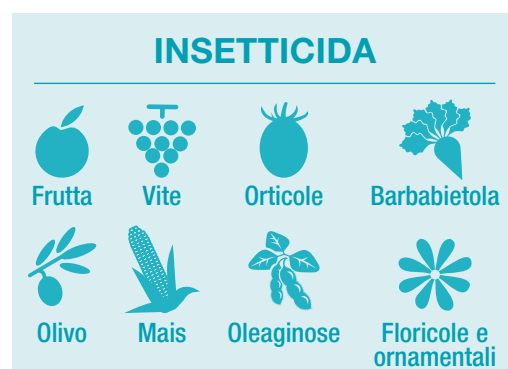 INSETTICIDA
Frutta
Vite
Orticole
Barbabietola
Olivo
Mais
Oleaginose
Floricole e
ornamentali